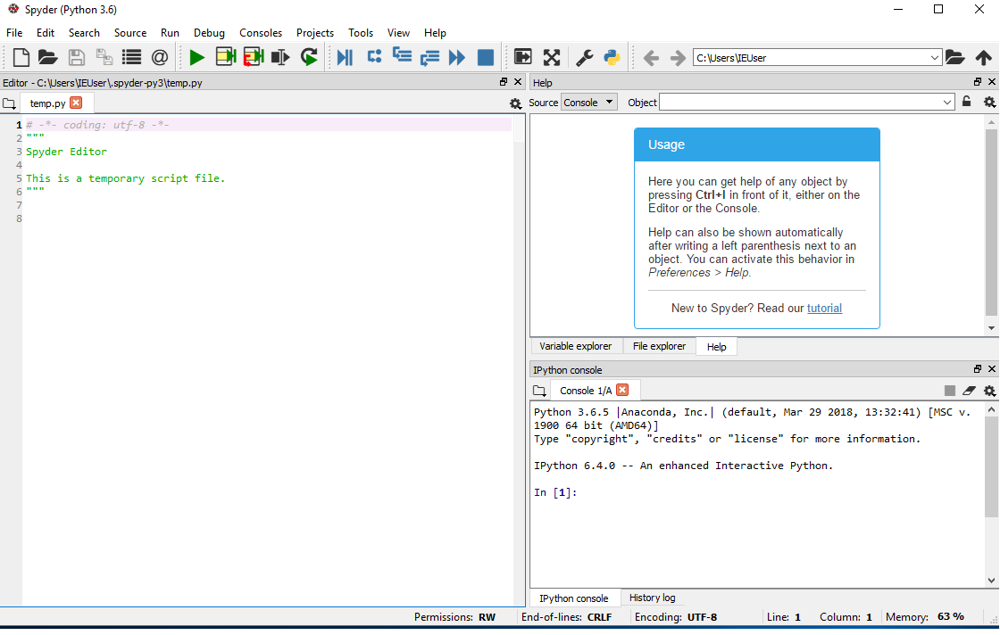 Spyder (Python 3.6)
File Edit Search Source Run Debug Consoles Projects Tools View Help
C:\Users\IEUser
Editor - C:\Users\IEUser\.spyder-py3\temp.py
temp.py
1 # -*- coding: utf-8 -*-
2 """
3 Spyder Editor
4
5 This is a temporary script file.
6 """
7
8
Help
Source Console Object
Usage
Here you can get help of any object by
pressing Ctrl+I in front of it, either on the
Editor or the Console.
Help can also be shown automatically
after writing a left parenthesis next to an
object. You can activate this behavior in
Preferences > Help.
New to Spyder? Read our tutorial
Variable explorer File explorer Help
IPython console
Console 1/A
Python 3.6.5 |Anaconda, Inc.| (default, Mar 29 2018, 13:32:41) [MSC v.
1900 64 bit (AMD64)]
Type "copyright", "credits" or "license" for more information.
IPython 6.4.0 -- An enhanced Interactive Python.
In [1]:
IPython console History log
Permissions: RW End-of-lines: CRLF Encoding: UTF-8 Line: 1 Column: 1 Memory: 63 %